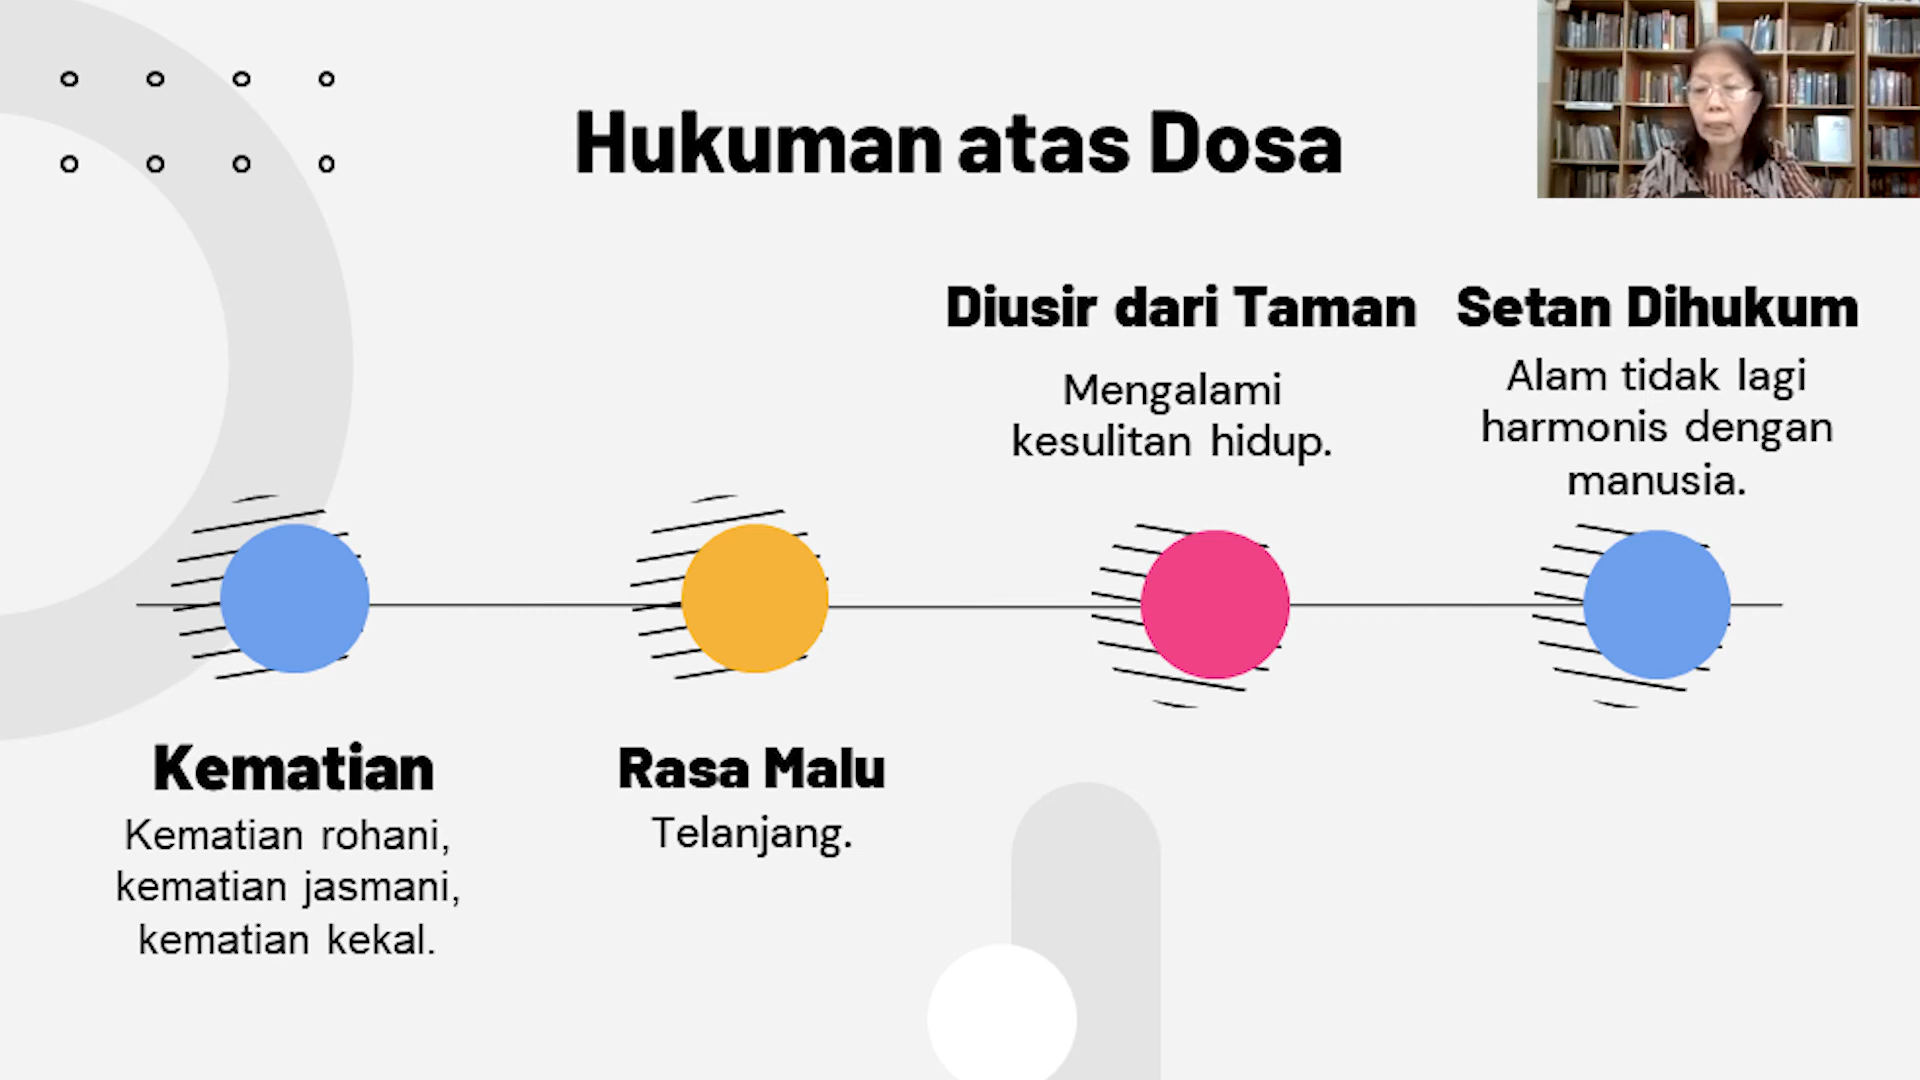 Hukuman atas Dosa
Kematian
Kematian rohani,
kematian jasmani,
kematian kekal.
Rasa Malu
Telanjang.
Diusir dari Taman
Mengalami
kesulitan hidup.
Setan Dihukum
Alam tidak lagi
harmonis dengan
manusia.